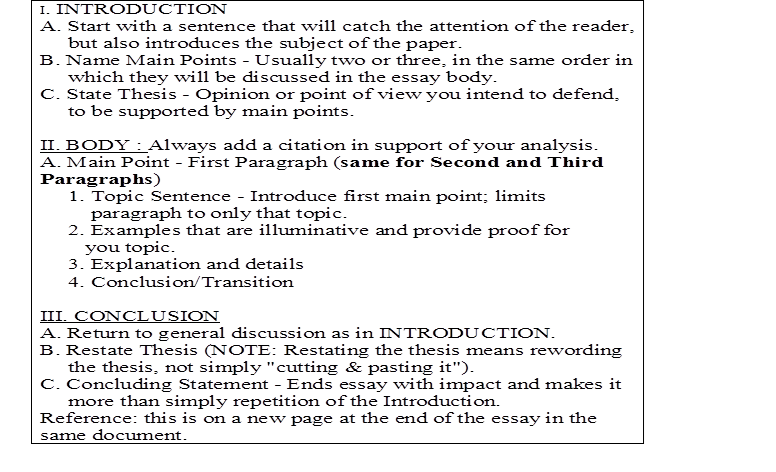 I. INTRODUCTION
A. Start with a sentence that will catch the attention of the reader,
but also introduces the subject of the paper.
B. Name Main Points - Usually two or three, in the same order in
which they will be discussed in the essay body.
C. State Thesis - Opinion or point of view you intend to defend,
to be supported by main points.
II. BODY : Always add a citation in support of your analysis.
A. Main Point - First Paragraph (same for Second and Third
Paragraphs)
1. Topic Sentence - Introduce first main point; limits
paragraph to only that topic.
2. Examples that are illuminative and provide proof for
you topic.
3. Explanation and details
4. Conclusion/Transition
III. CONCLUSION
A. Return to general discussion as in INTRODUCTION.
B. Restate Thesis (NOTE: Restating the thesis means rewording
the thesis, not simply "cutting & pasting it").
C. Concluding Statement - Ends essay with impact and makes it
more than simply repetition of the Introduction.
Reference: this is on a new page at the end of the essay in the
same document.